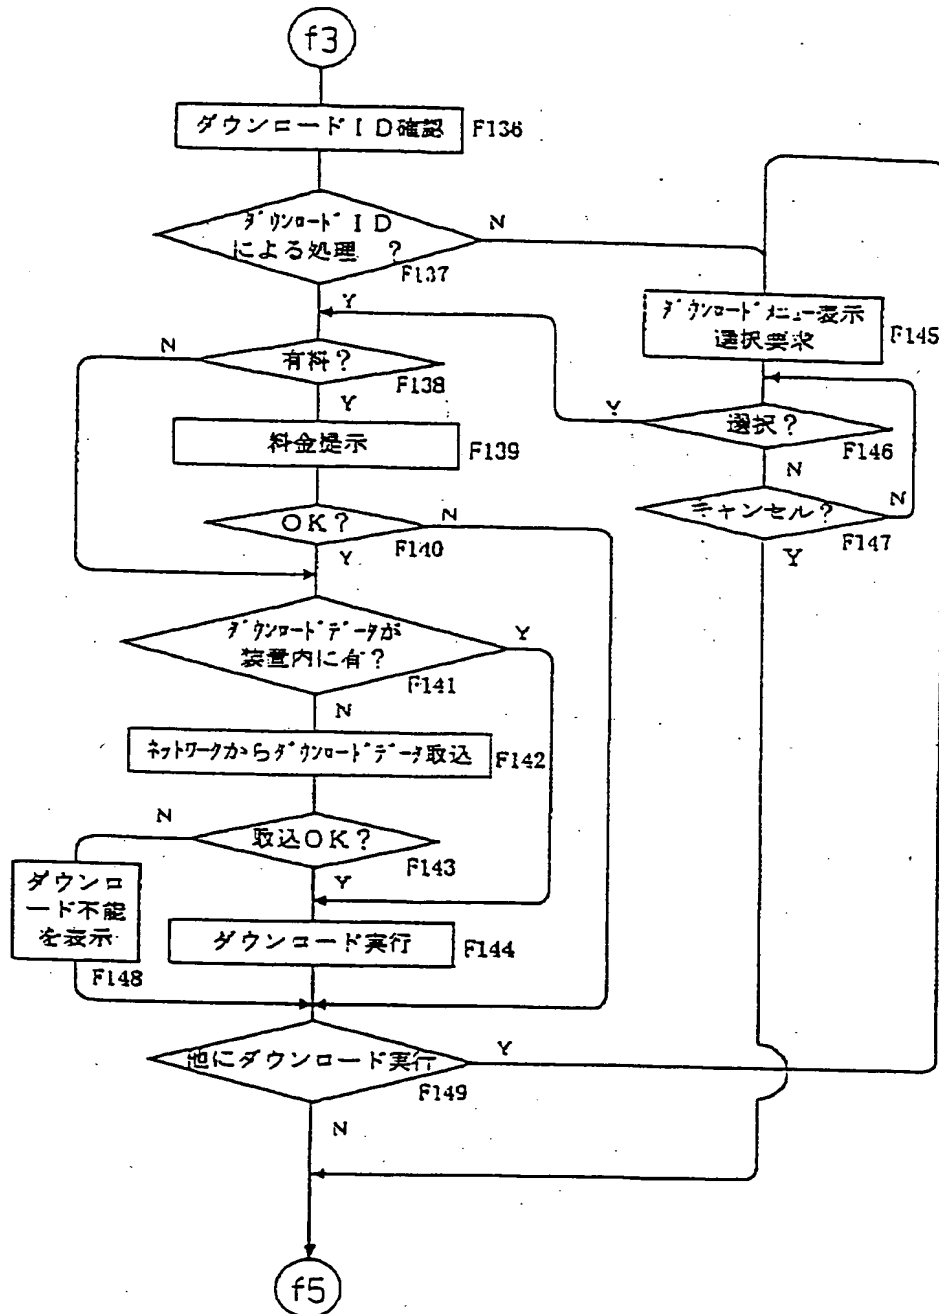 f3
ダウンロードＩＤ確認
F136
ダウンロードＩＤ
による処理 ?
F137
N
Y
ダウンロードメニュー表示
選択要求
F145
有料?
F138
N
Y
選択?
F146
Y
N
料金提示
F139
キャンセル?
F147
N
Y
OK?
F140
N
Y
ダウンロードデータが
装置内に有?
F141
Y
N
ネットワークからダウンロードデータ取込
F142
取込OK?
F143
N
Y
ダウンロ
ード不能
を表示
F148
ダウンロード実行
F144
他にダウンロード実行
F149
Y
N
f5